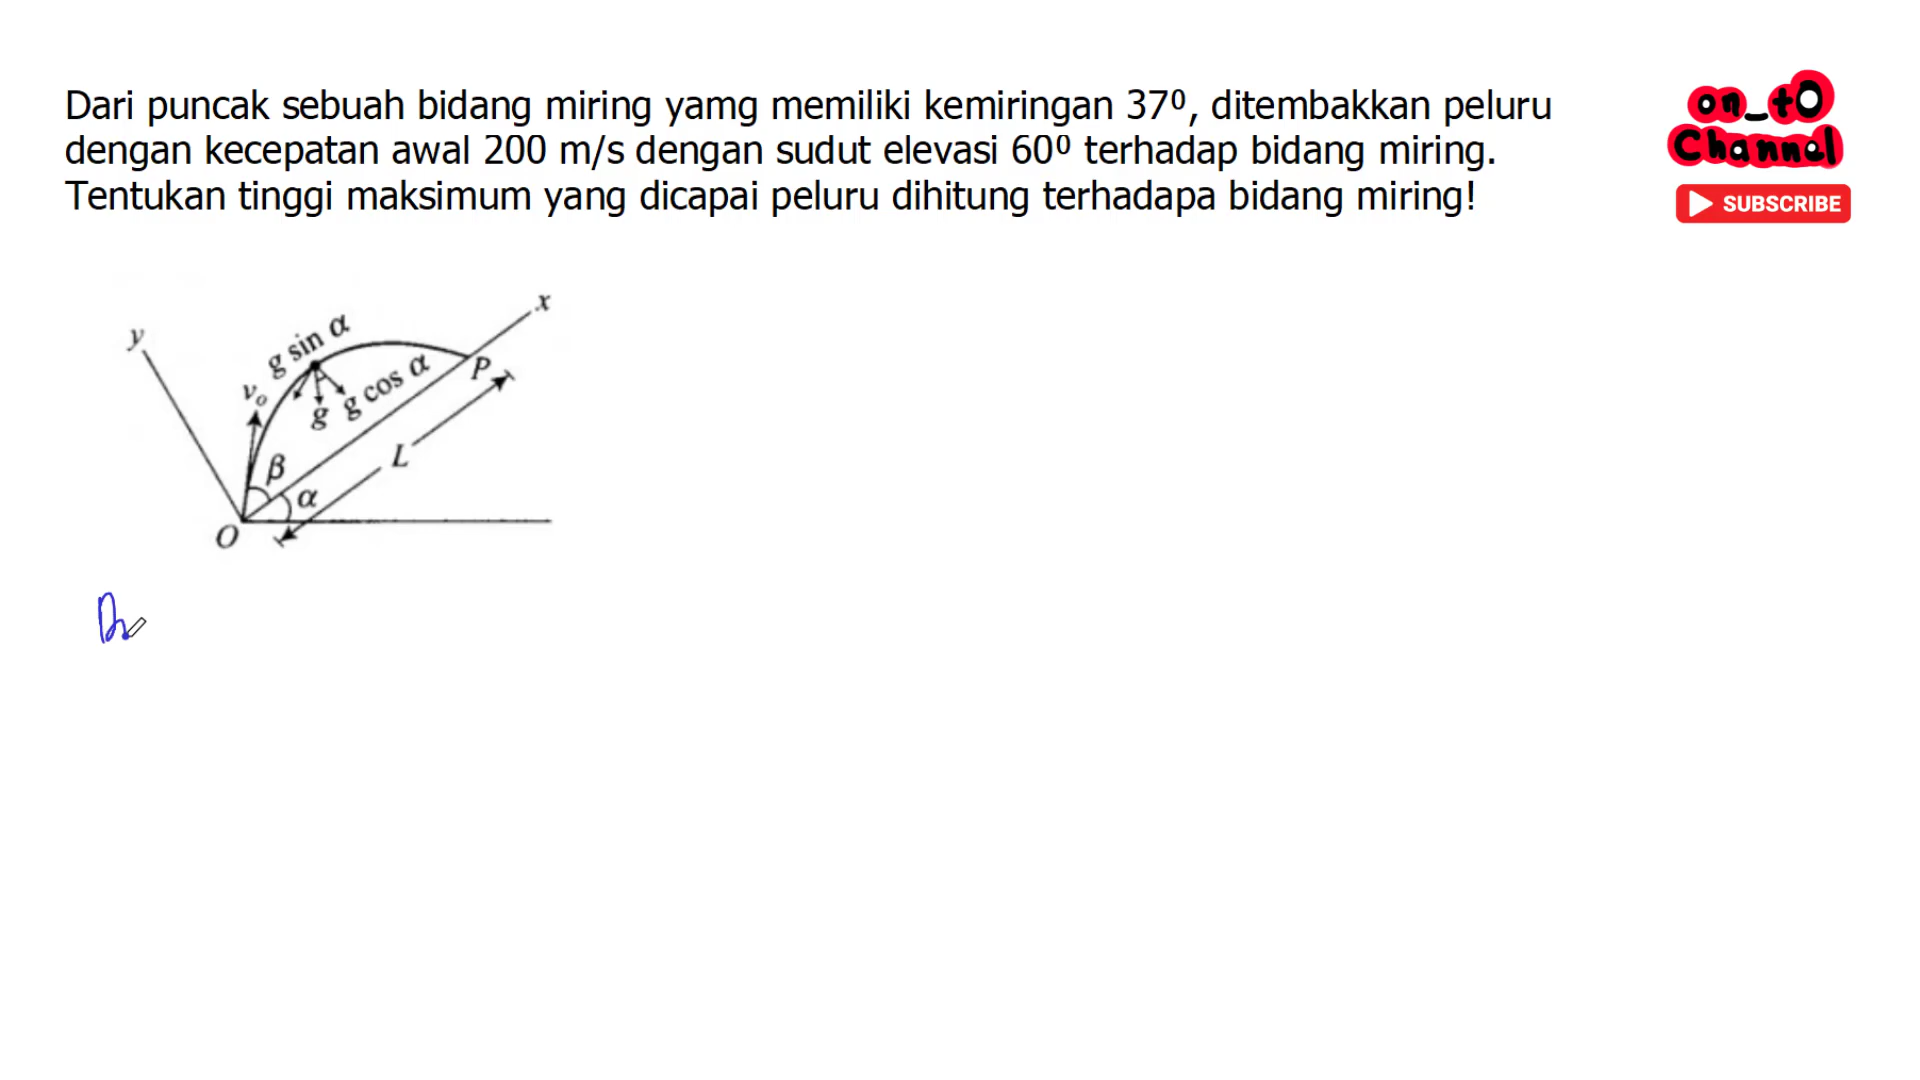 Dari puncak sebuah bidang miring yamg memiliki kemiringan 37⁰, ditembakkan peluru
dengan kecepatan awal 200 m/s dengan sudut elevasi 60⁰ terhadap bidang miring.
Tentukan tinggi maksimum yang dicapai peluru dihitung terhadapa bidang miring!
on_tO
Channel
SUBSCRIBE
x
y
g sin α
P
v₀
g cos α
g
L
β
α
O